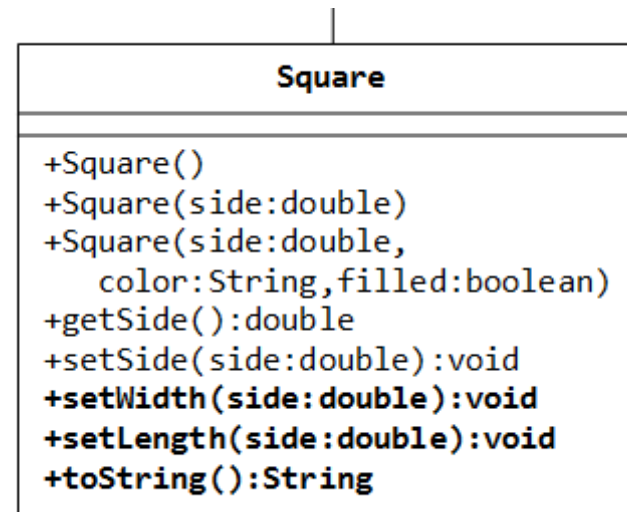 Square
+Square()
+Square(side:double)
+Square(side:double,
color:String,filled:boolean)
+getSide():double
+setSide(side:double):void
+setWidth(side:double):void
+setLength(side:double):void
+toString():String